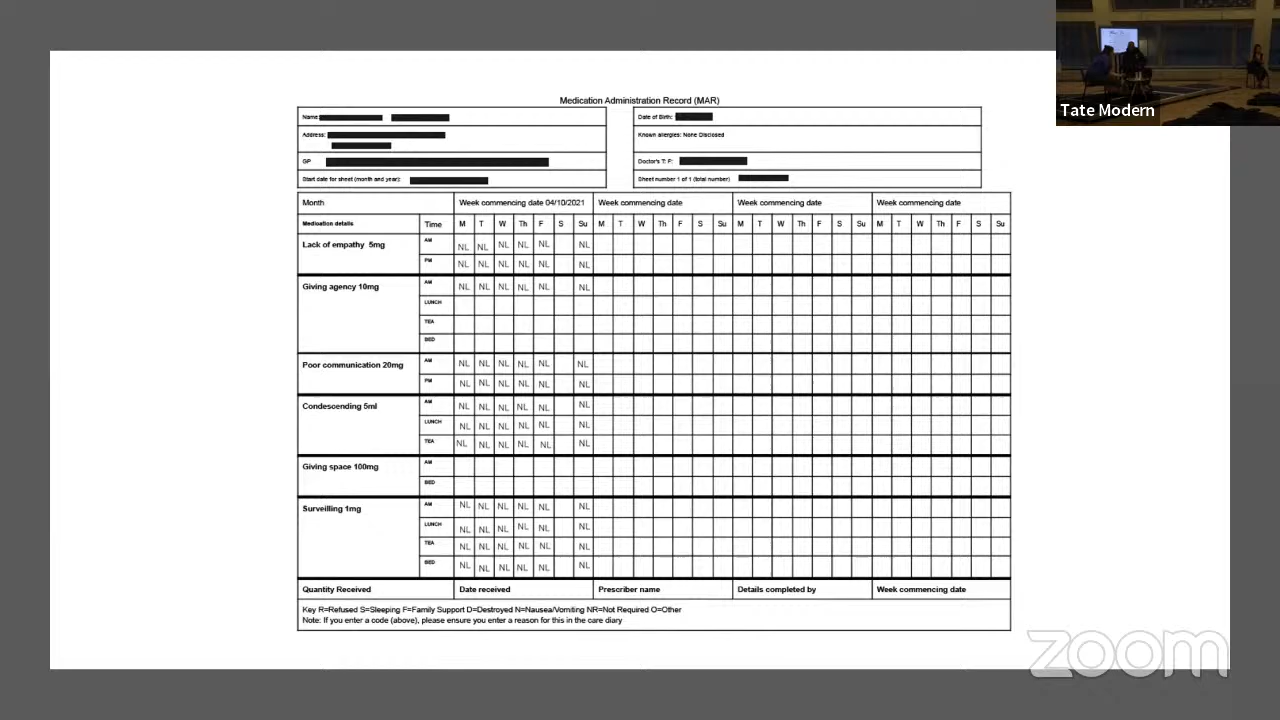 Tate Modern
Medication Administration Record (MAR)
Name
Date of Birth:
Address:
Known allergies: None Disclosed
GP
Doctor's T: F:
Start date for sheet (month and year):
Sheet number 1 of 1 (total number)
Month Week commencing date 04/10/2021 Week commencing date Week commencing date Week commencing date
Medication details Time M T W Th F S Su M T W Th F S Su M T W Th F S Su M T W Th F S Su
Lack of empathy 5mg AM NL NL NL NL NL NL
PM NL NL NL NL NL NL
Giving agency 10mg AM NL NL NL NL NL NL
LUNCH
TEA
BED
Poor communication 20mg AM NL NL NL NL NL NL
PM NL NL NL NL NL NL
Condescending 5ml AM NL NL NL NL NL NL
LUNCH NL NL NL NL NL NL
TEA NL NL NL NL NL NL
Giving space 100mg AM
BED
Surveilling 1mg AM NL NL NL NL NL NL
LUNCH NL NL NL NL NL NL
TEA NL NL NL NL NL NL
BED NL NL NL NL NL NL
Quantity Received Date received Prescriber name Details completed by Week commencing date
Key R=Refused S=Sleeping F=Family Support D=Destroyed N=Nausea/Vomiting NR=Not Required O=Other
Note: If you enter a code (above), please ensure you enter a reason for this in the care diary
zoom